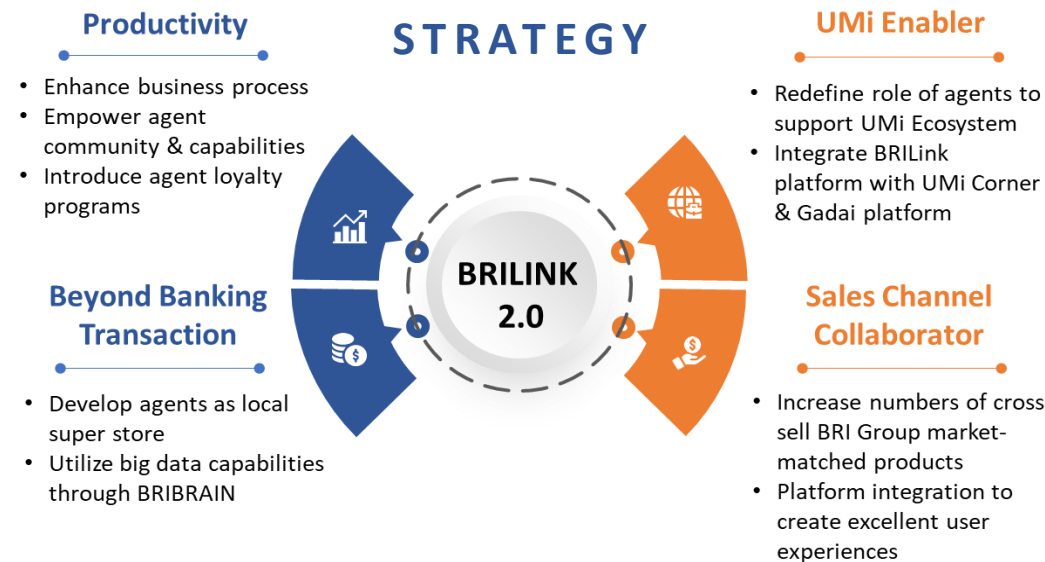 STRATEGY
Productivity
• Enhance business process
• Empower agent
community & capabilities
• Introduce agent loyalty
programs
Beyond Banking
Transaction
• Develop agents as local
super store
• Utilize big data capabilities
through BRIBRAIN
BRILINK
2.0
UMi Enabler
• Redefine role of agents to
support UMi Ecosystem
• Integrate BRILink
platform with UMi Corner
& Gadai platform
Sales Channel
Collaborator
• Increase numbers of cross
sell BRI Group market-
matched products
• Platform integration to
create excellent user
experiences